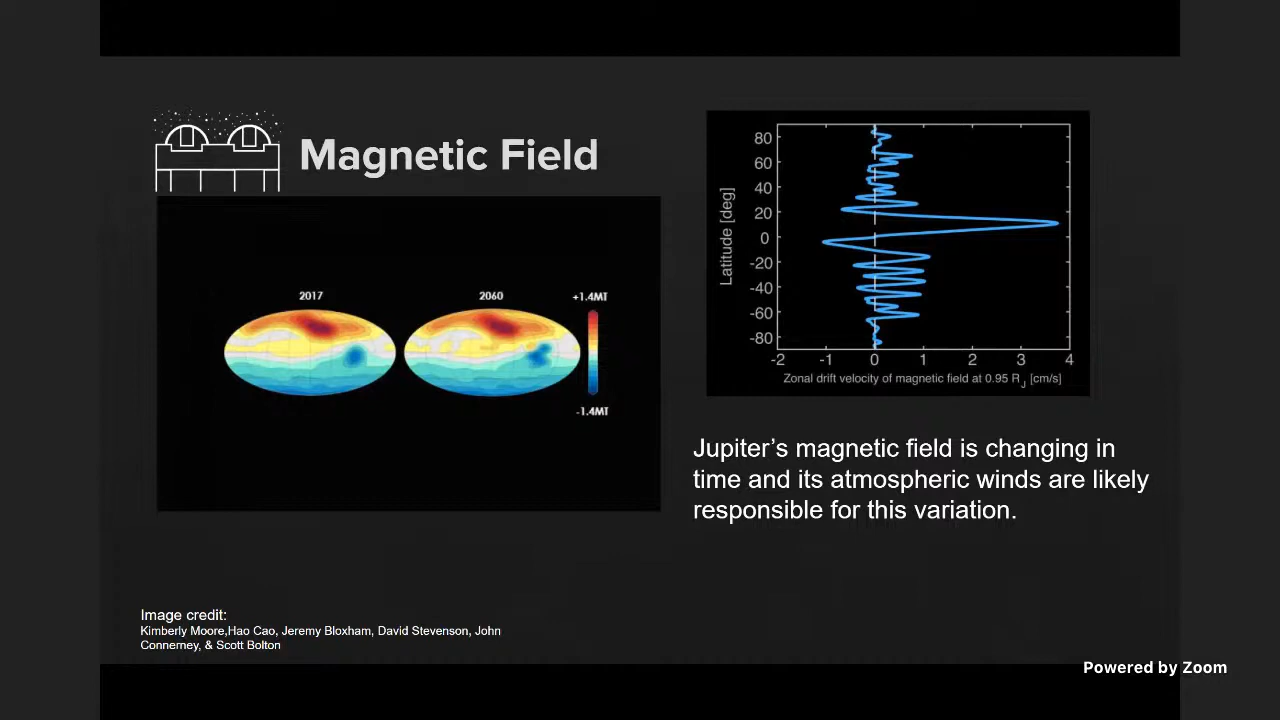 Magnetic Field
2017
2060
+1.4MT
-1.4MT
80
60
40
20
0
-20
-40
-60
-80
Latitude [deg]
-2 -1 0 1 2 3 4
Zonal drift velocity of magnetic field at 0.95 R_J [cm/s]
Jupiter’s magnetic field is changing in
time and its atmospheric winds are likely
responsible for this variation.
Image credit:
Kimberly Moore,Hao Cao, Jeremy Bloxham, David Stevenson, John
Connerney, & Scott Bolton
Powered by Zoom